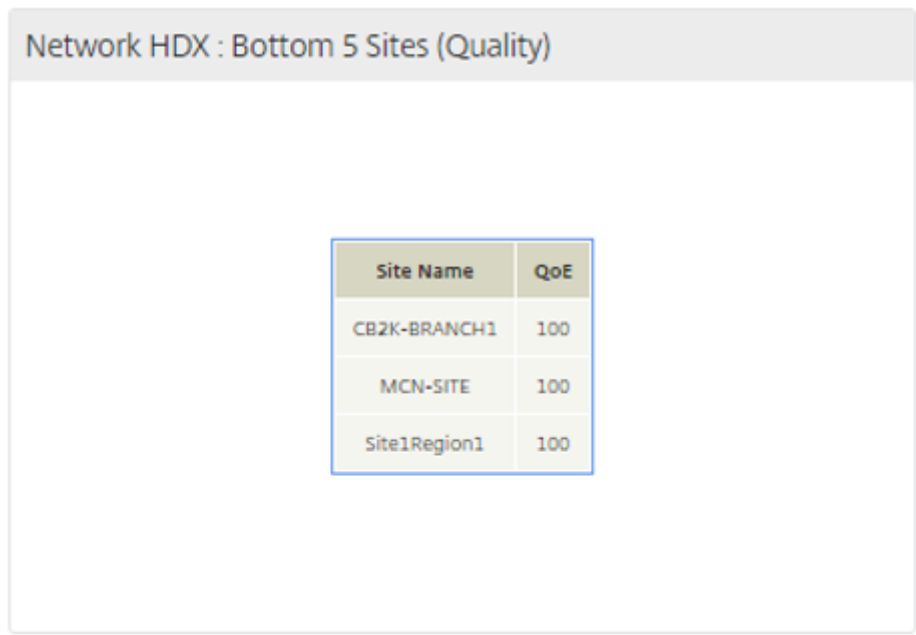 Network HDX : Bottom 5 Sites (Quality)
Site Name QoE
CB2K-BRANCH1 100
MCN-SITE 100
Site1Region1 100